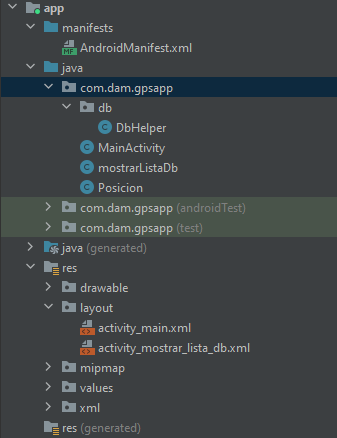 app
manifests
AndroidManifest.xml
java
com.dam.gpsapp
db
DbHelper
MainActivity
mostrarListaDb
Posicion
com.dam.gpsapp (androidTest)
com.dam.gpsapp (test)
java (generated)
res
drawable
layout
activity_main.xml
activity_mostrar_lista_db.xml
mipmap
values
xml
res (generated)